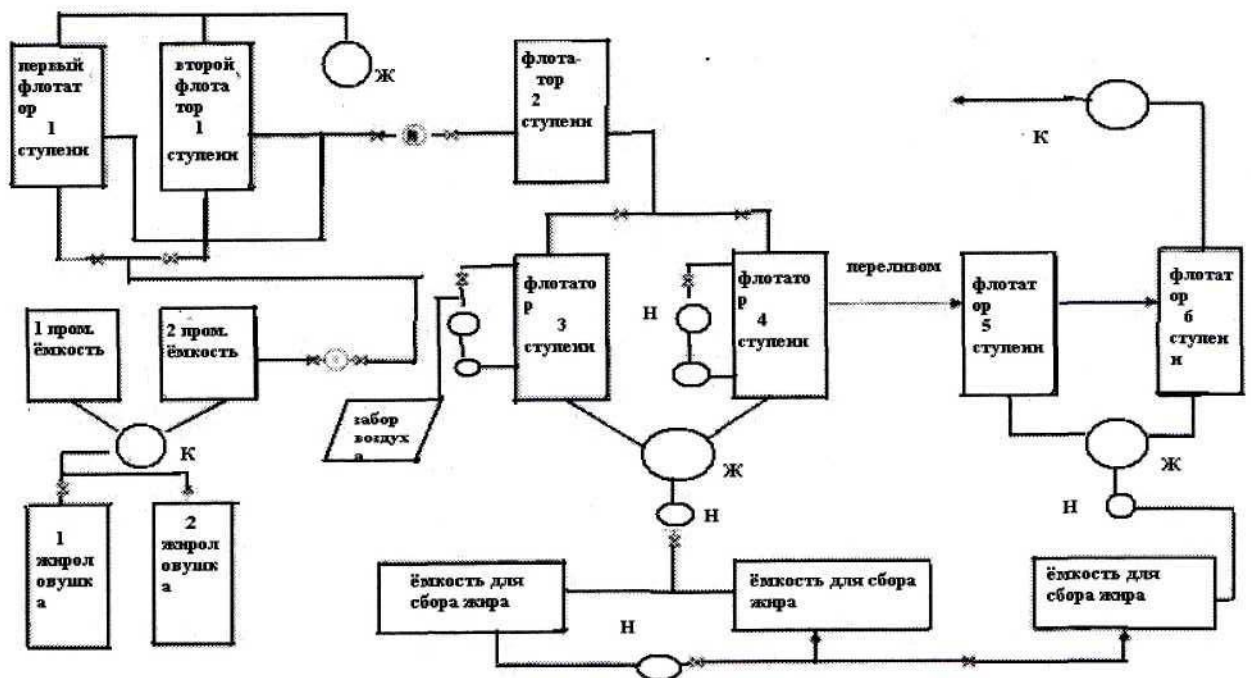 первый
флотат
ор
1
ступени
второй
флота
тор
1
ступени
Ж
флота-
тор
2
ступени
К
1 пром.
ёмкость
2 пром.
ёмкость
флотато
р
3
ступени
Н
флотато
р
4
ступени
переливом
флотат
ор
5
ступени
флотат
ор
6
ступен
и
забор
воздух
а
К
Ж
Ж
Н
Н
1
жирол
овушк
а
2
жирол
овушк
а
ёмкость для
сбора жира
ёмкость для сбора
жира
ёмкость для
сбора жира
Н